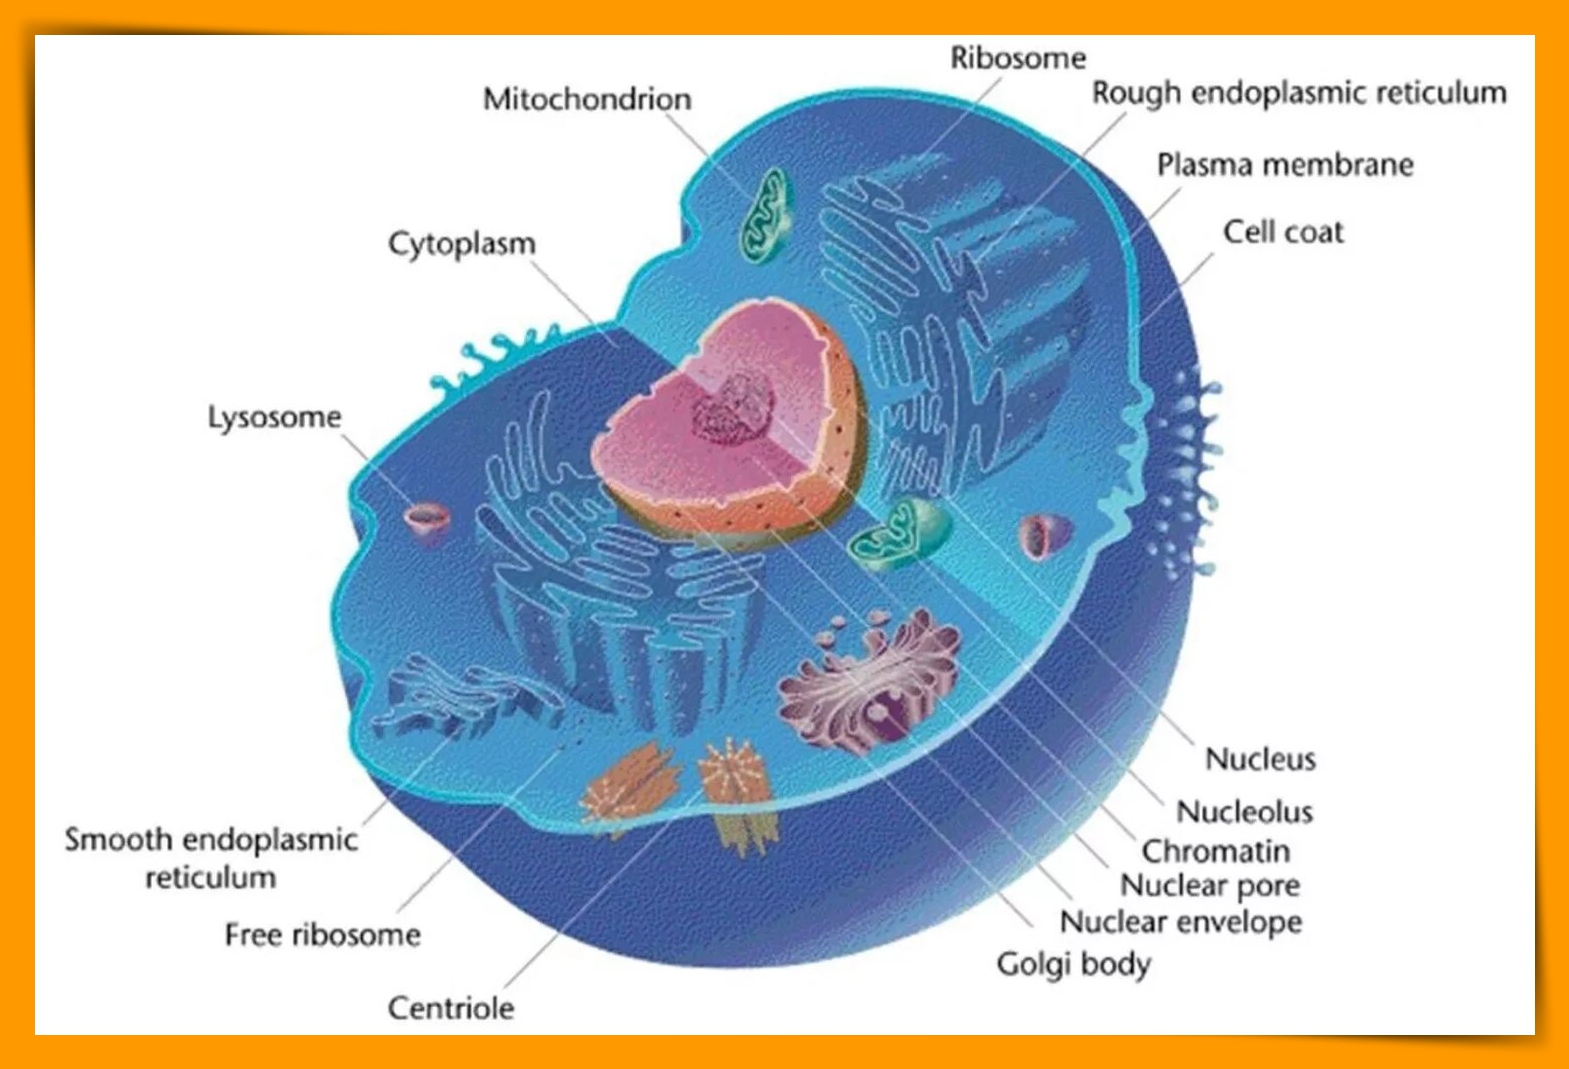 Ribosome
Mitochondrion
Rough endoplasmic reticulum
Plasma membrane
Cell coat
Cytoplasm
Lysosome
Nucleus
Nucleolus
Smooth endoplasmic
reticulum
Chromatin
Nuclear pore
Nuclear envelope
Free ribosome
Golgi body
Centriole